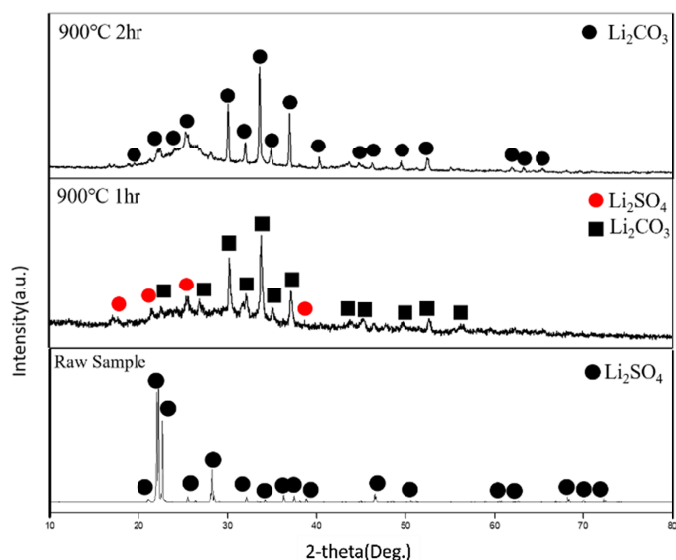 900°C 2hr
Li₂CO₃
900°C 1hr
Li₂SO₄
Li₂CO₃
Raw Sample
Li₂SO₄
Intensity(a.u.)
10 20 30 40 50 60 70 80
2-theta(Deg.)